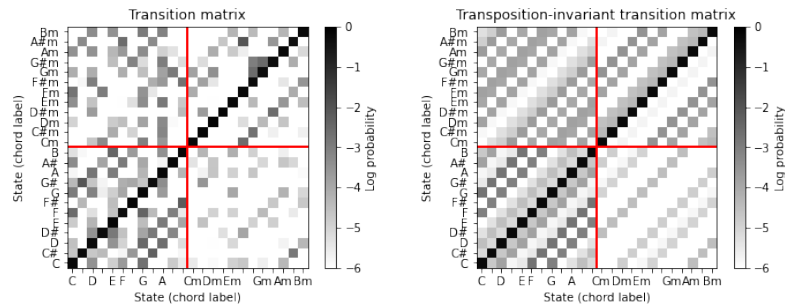 Transition matrix
Bm
A#m
Am
G#m
Gm
F#m
Fm
Em
D#m
Dm
C#m
Cm
B
A#
A
G#
G
F#
F
E
D#
D
C#
C
State (chord label)
C D E F G A Cm Dm Em Gm Am Bm
State (chord label)
0
−1
−2
−3
−4
−5
−6
Log probability
Transposition-invariant transition matrix
Bm
A#m
Am
G#m
Gm
F#m
Fm
Em
D#m
Dm
C#m
Cm
B
A#
A
G#
G
F#
F
E
D#
D
C#
C
State (chord label)
C D E F G A Cm Dm Em Gm Am Bm
State (chord label)
0
−1
−2
−3
−4
−5
−6
Log probability